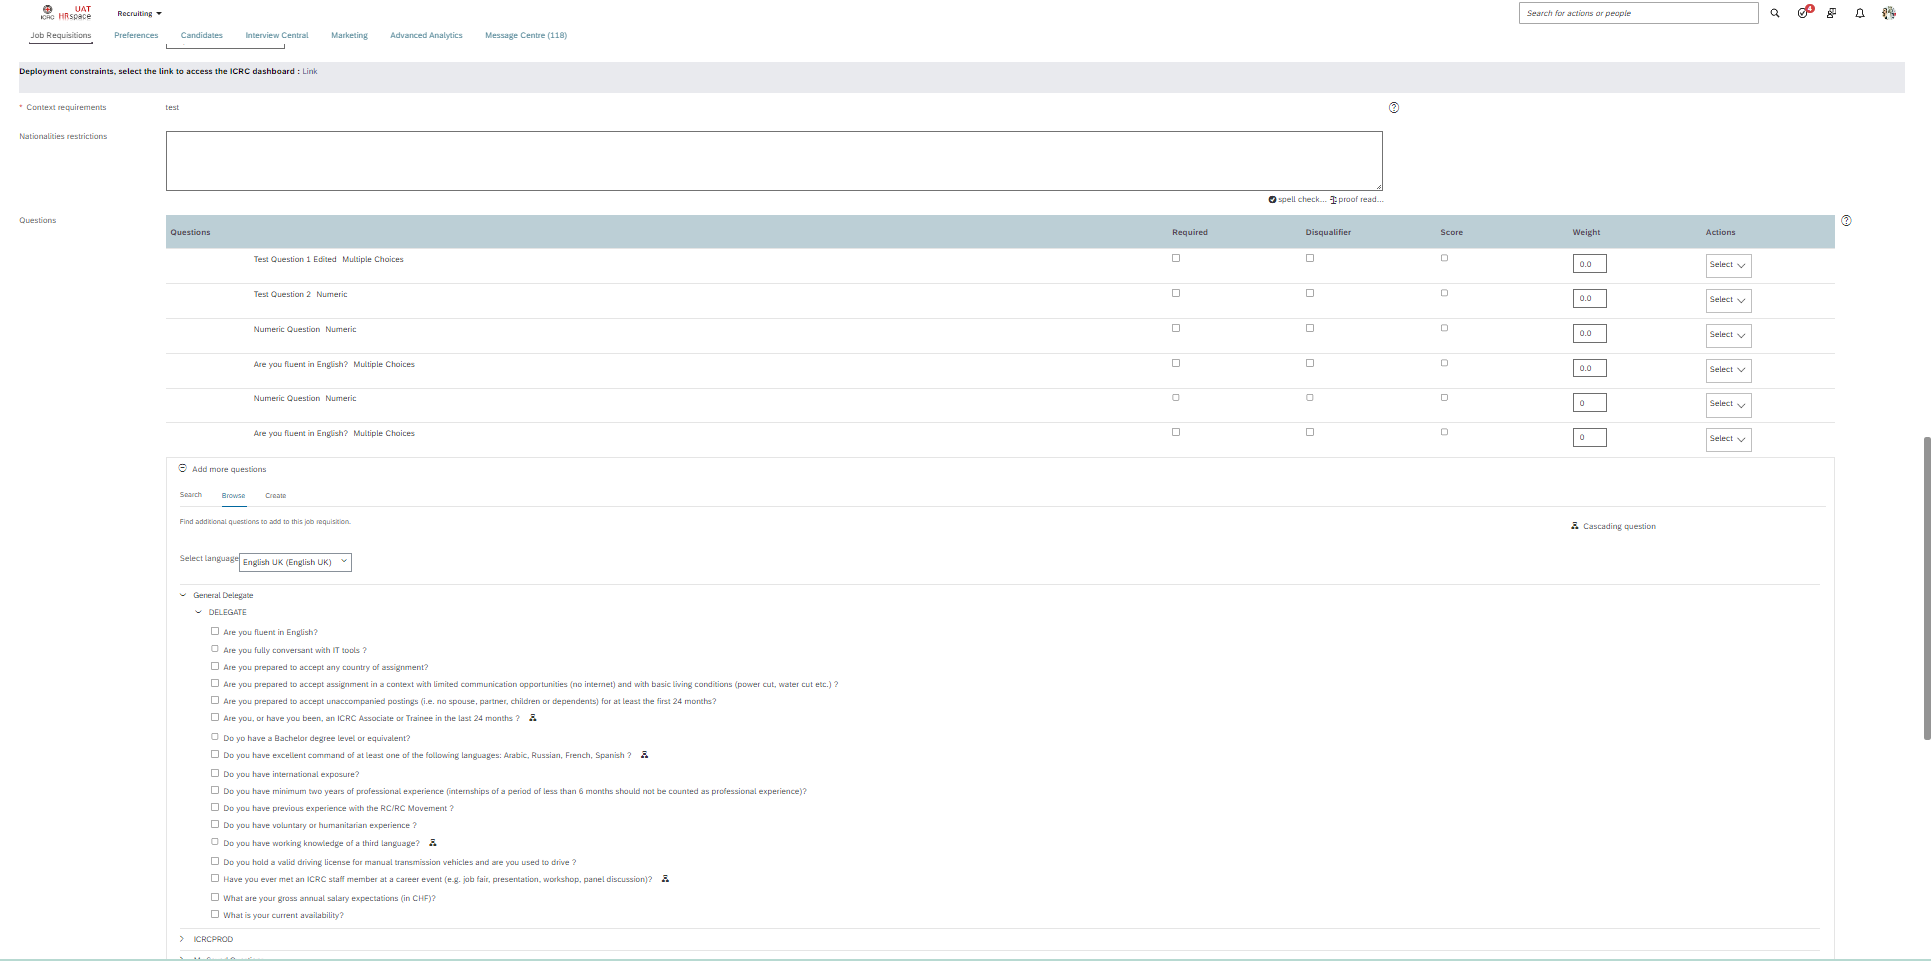 UAT
ICRC HRspace
Recruiting
Search for actions or people
4
Job Requisitions Preferences Candidates Interview Central Marketing Advanced Analytics Message Centre (118)
Deployment constraints, select the link to access the ICRC dashboard : Link
* Context requirements test
Nationalities restrictions
spell check... proof read...
Questions
Questions Required Disqualifier Score Weight Actions
Test Question 1 Edited Multiple Choices 0.0 Select
Test Question 2 Numeric 0.0 Select
Numeric Question Numeric 0.0 Select
Are you fluent in English? Multiple Choices 0.0 Select
Numeric Question Numeric 0 Select
Are you fluent in English? Multiple Choices 0 Select
Add more questions
Search Browse Create
Find additional questions to add to this job requisition.
Cascading question
Select language English UK (English UK)
General Delegate
DELEGATE
Are you fluent in English?
Are you fully conversant with IT tools ?
Are you prepared to accept any country of assignment?
Are you prepared to accept assignment in a context with limited communication opportunities (no internet) and with basic living conditions (power cut, water cut etc.) ?
Are you prepared to accept unaccompanied postings (i.e. no spouse, partner, children or dependents) for at least the first 24 months?
Are you, or have you been, an ICRC Associate or Trainee in the last 24 months ?
Do yo have a Bachelor degree level or equivalent?
Do you have excellent command of at least one of the following languages: Arabic, Russian, French, Spanish ?
Do you have international exposure?
Do you have minimum two years of professional experience (internships of a period of less than 6 months should not be counted as professional experience)?
Do you have previous experience with the RC/RC Movement ?
Do you have voluntary or humanitarian experience ?
Do you have working knowledge of a third language?
Do you hold a valid driving license for manual transmission vehicles and are you used to drive ?
Have you ever met an ICRC staff member at a career event (e.g. job fair, presentation, workshop, panel discussion)?
What are your gross annual salary expectations (in CHF)?
What is your current availability?
ICRCPROD